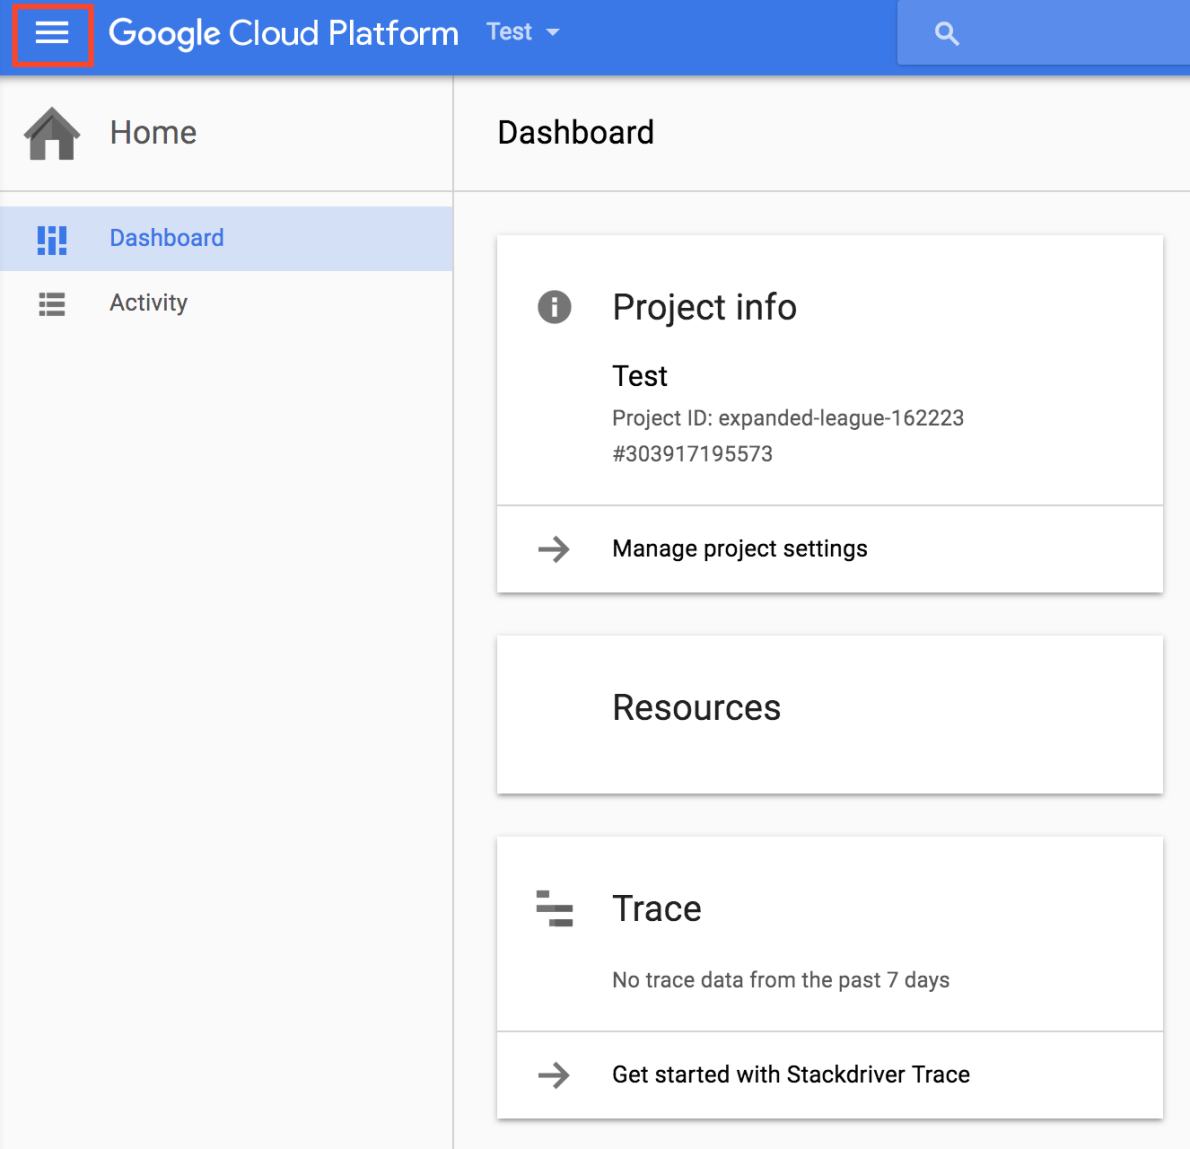 Google Cloud Platform Test
Home
Dashboard
Activity
Dashboard
Project info
Test
Project ID: expanded-league-162223
#303917195573
Manage project settings
Resources
Trace
No trace data from the past 7 days
Get started with Stackdriver Trace